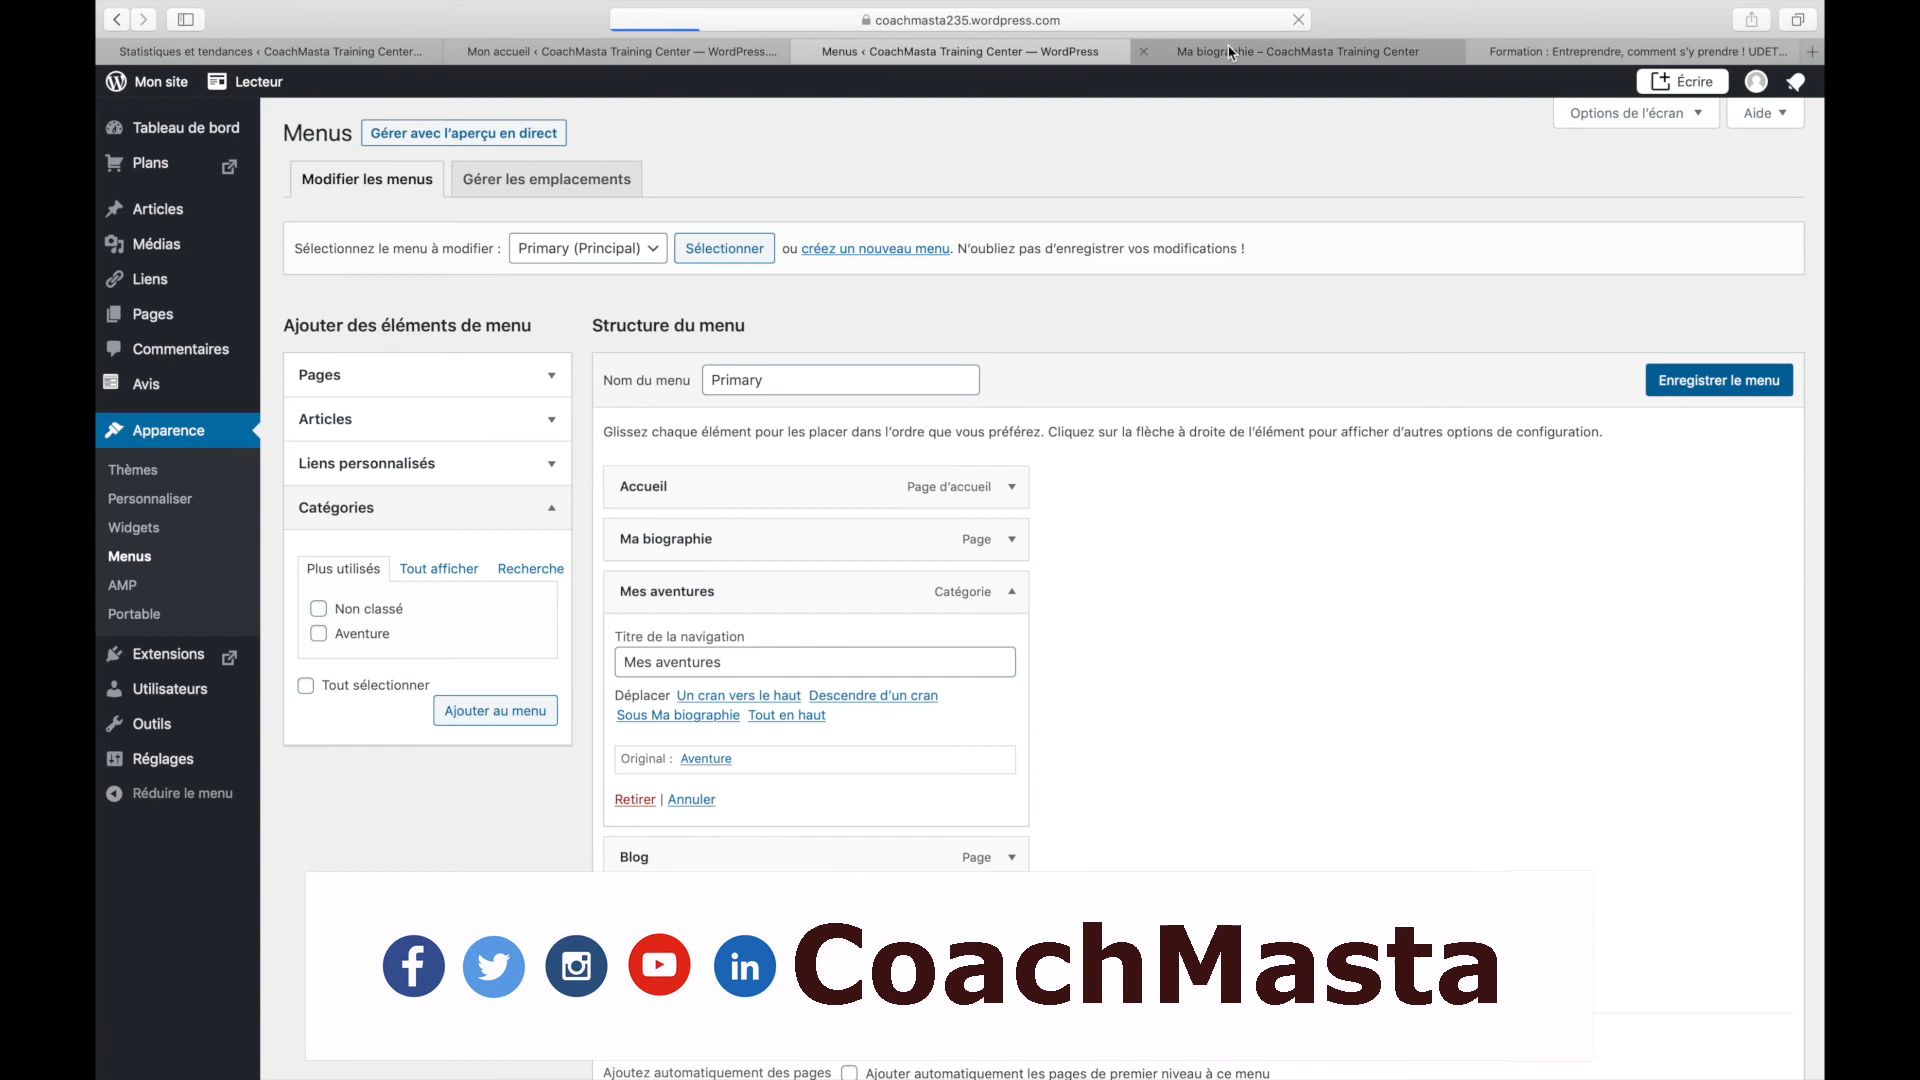 coachmasta235.wordpress.com
Statistiques et tendances ‹ CoachMasta Training Center...
Mon accueil ‹ CoachMasta Training Center — WordPress....
Menus ‹ CoachMasta Training Center — WordPress
Ma biographie – CoachMasta Training Center
Formation : Entreprendre, comment s'y prendre ! UDET...
Mon site
Lecteur
Écrire
Tableau de bord
Plans
Articles
Médias
Liens
Pages
Commentaires
Avis
Apparence
Thèmes
Personnaliser
Widgets
Menus
AMP
Portable
Extensions
Utilisateurs
Outils
Réglages
Réduire le menu
Menus
Gérer avec l'aperçu en direct
Options de l'écran
Aide
Modifier les menus
Gérer les emplacements
Sélectionnez le menu à modifier : Primary (Principal) Sélectionner ou créez un nouveau menu. N'oubliez pas d'enregistrer vos modifications !
Ajouter des éléments de menu
Pages
Articles
Liens personnalisés
Catégories
Plus utilisés Tout afficher Recherche
Non classé
Aventure
Tout sélectionner
Ajouter au menu
Structure du menu
Nom du menu Primary
Enregistrer le menu
Glissez chaque élément pour les placer dans l'ordre que vous préférez. Cliquez sur la flèche à droite de l'élément pour afficher d'autres options de configuration.
Accueil Page d'accueil
Ma biographie Page
Mes aventures Catégorie
Titre de la navigation
Mes aventures
Déplacer Un cran vers le haut Descendre d'un cran
Sous Ma biographie Tout en haut
Original : Aventure
Retirer | Annuler
Blog Page
CoachMasta
Ajoutez automatiquement des pages Ajouter automatiquement les pages de premier niveau à ce menu